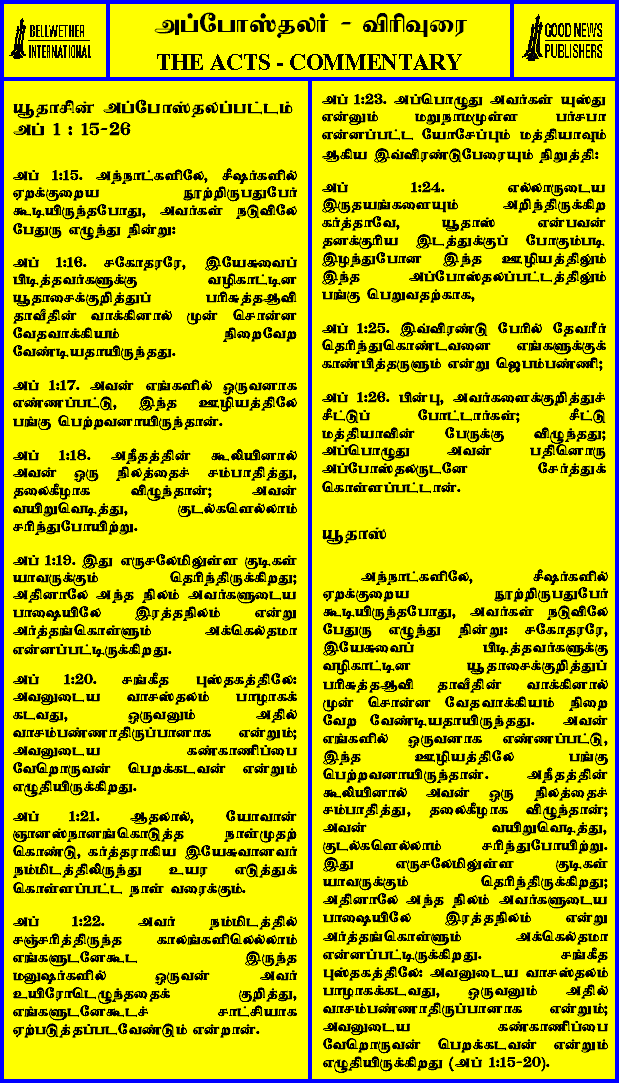 BELLWETHER
INTERNATIONAL
அப்போஸ்தலர் - விரிவுரை
THE ACTS - COMMENTARY
GOOD NEWS
PUBLISHERS
யூதாசின் அப்போஸ்தலப்பட்டம்
அப் 1 : 15-26
அப் 1:15. அந்நாட்களிலே, சீஷர்களில்
ஏறக்குறைய நூற்றிருபதுபேர்
கூடியிருந்தபோது, அவர்கள் நடுவிலே
பேதுரு எழுந்து நின்று:
அப் 1:16. சகோதரரே, இயேசுவைப்
பிடித்தவர்களுக்கு வழிகாட்டின
யூதாசைக்குறித்துப் பரிசுத்தஆவி
தாவீதின் வாக்கினால் முன் சொன்ன
வேதவாக்கியம் நிறைவேற
வேண்டியதாயிருந்தது.
அப் 1:17. அவன் எங்களில் ஒருவனாக
எண்ணப்பட்டு, இந்த ஊழியத்திலே
பங்கு பெற்றவனாயிருந்தான்.
அப் 1:18. அநீதத்தின் கூலியினால்
அவன் ஒரு நிலத்தைச் சம்பாதித்து,
தலைகீழாக விழுந்தான்; அவன்
வயிறுவெடித்து, குடல்களெல்லாம்
சரிந்துபோயிற்று.
அப் 1:19. இது எருசலேமிலுள்ள குடிகள்
யாவருக்கும் தெரிந்திருக்கிறது;
அதினாலே அந்த நிலம் அவர்களுடைய
பாஷையிலே இரத்தநிலம் என்று
அர்த்தங்கொள்ளும் அக்கெல்தமா
என்னப்பட்டிருக்கிறது.
அப் 1:20. சங்கீத புஸ்தகத்திலே:
அவனுடைய வாசஸ்தலம் பாழாகக்
கடவது, ஒருவனும் அதில்
வாசம்பண்ணாதிருப்பானாக என்றும்;
அவனுடைய கண்காணிப்பை
வேறொருவன் பெறக்கடவன் என்றும்
எழுதியிருக்கிறது.
அப் 1:21. ஆதலால், யோவான்
ஞானஸ்நானங்கொடுத்த நாள்முதற்
கொண்டு, கர்த்தராகிய இயேசுவானவர்
நம்மிடத்திலிருந்து உயர எடுத்துக்
கொள்ளப்பட்ட நாள் வரைக்கும்.
அப் 1:22. அவர் நம்மிடத்தில்
சஞ்சரித்திருந்த காலங்களிலெல்லாம்
எங்களுடனேகூட இருந்த
மனுஷர்களில் ஒருவன் அவர்
உயிரோடெழுந்ததைக் குறித்து,
எங்களுடனேகூடச் சாட்சியாக
ஏற்படுத்தப்படவேண்டும் என்றான்.
அப் 1:23. அப்பொழுது அவர்கள் யுஸ்து
என்னும் மறுநாமமுள்ள பர்சபா
என்னப்பட்ட யோசேப்பும் மத்தியாவும்
ஆகிய இவ்விரண்டுபேரையும் நிறுத்தி:
அப் 1:24. எல்லாருடைய
இருதயங்களையும் அறிந்திருக்கிற
கர்த்தாவே, யூதாஸ் என்பவன்
தனக்குரிய இடத்துக்குப் போகும்படி
இழந்துபோன இந்த ஊழியத்திலும்
இந்த அப்போஸ்தலப்பட்டத்திலும்
பங்கு பெறுவதற்காக,
அப் 1:25. இவ்விரண்டு பேரில் தேவரீர்
தெரிந்துகொண்டவனை எங்களுக்குக்
காண்பித்தருளும் என்று ஜெபம்பண்ணி;
அப் 1:26. பின்பு, அவர்களைக்குறித்துச்
சீட்டுப் போட்டார்கள்; சீட்டு
மத்தியாவின் பேருக்கு விழுந்தது;
அப்பொழுது அவன் பதினொரு
அப்போஸ்தலருடனே சேர்த்துக்
கொள்ளப்பட்டான்.
யூதாஸ்
அந்நாட்களிலே, சீஷர்களில்
ஏறக்குறைய நூற்றிருபதுபேர்
கூடியிருந்தபோது, அவர்கள் நடுவிலே
பேதுரு எழுந்து நின்று: சகோதரரே,
இயேசுவைப் பிடித்தவர்களுக்கு
வழிகாட்டின யூதாசைக்குறித்துப்
பரிசுத்தஆவி தாவீதின் வாக்கினால்
முன் சொன்ன வேதவாக்கியம் நிறை
வேற வேண்டியதாயிருந்தது. அவன்
எங்களில் ஒருவனாக எண்ணப்பட்டு,
இந்த ஊழியத்திலே பங்கு
பெற்றவனாயிருந்தான். அநீதத்தின்
கூலியினால் அவன் ஒரு நிலத்தைச்
சம்பாதித்து, தலைகீழாக விழுந்தான்;
அவன் வயிறுவெடித்து,
குடல்களெல்லாம் சரிந்துபோயிற்று.
இது எருசலேமிலுள்ள குடிகள்
யாவருக்கும் தெரிந்திருக்கிறது;
அதினாலே அந்த நிலம் அவர்களுடைய
பாஷையிலே இரத்தநிலம் என்று
அர்த்தங்கொள்ளும் அக்கெல்தமா
என்னப்பட்டிருக்கிறது. சங்கீத
புஸ்தகத்திலே: அவனுடைய வாசஸ்தலம்
பாழாகக்கடவது, ஒருவனும் அதில்
வாசம்பண்ணாதிருப்பானாக என்றும்;
அவனுடைய கண்காணிப்பை
வேறொருவன் பெறக்கடவன் என்றும்
எழுதியிருக்கிறது (அப் 1:15-20).